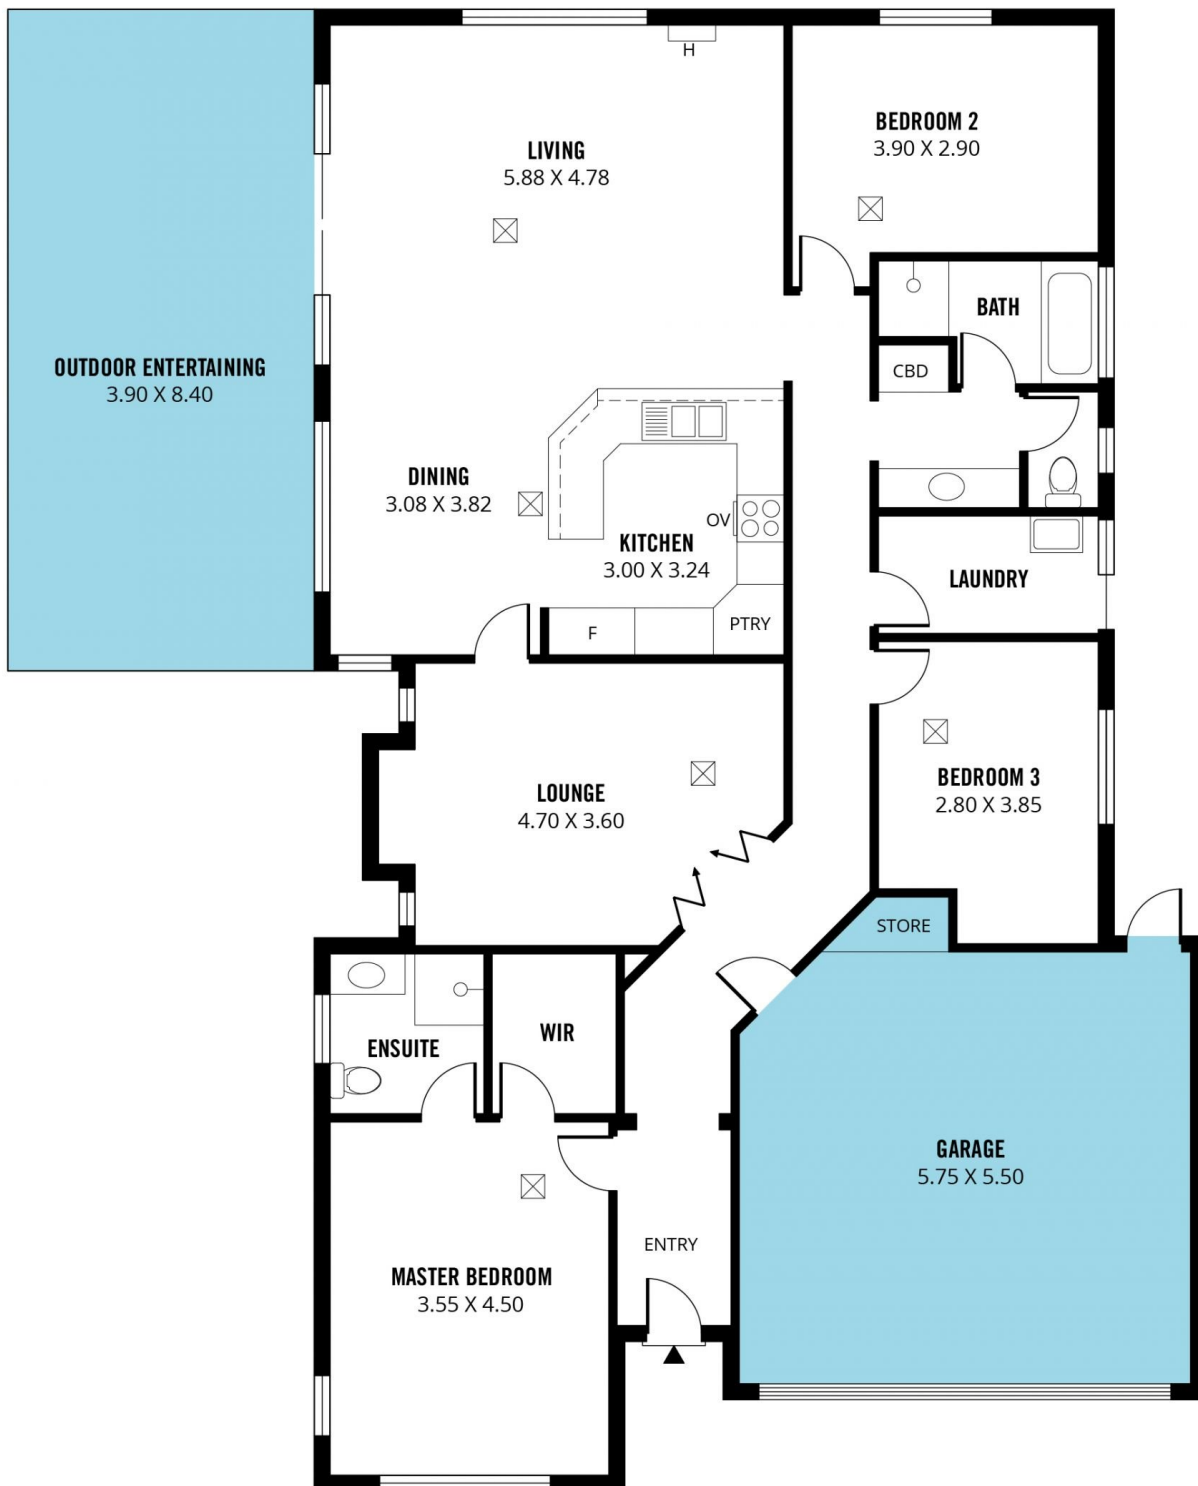 H
LIVING
5.88 X 4.78
BEDROOM 2
3.90 X 2.90
BATH
OUTDOOR ENTERTAINING
3.90 X 8.40
CBD
DINING
3.08 X 3.82
OV
KITCHEN
3.00 X 3.24
LAUNDRY
F
PTRY
LOUNGE
4.70 X 3.60
BEDROOM 3
2.80 X 3.85
STORE
ENSUITE
WIR
GARAGE
5.75 X 5.50
ENTRY
MASTER BEDROOM
3.55 X 4.50